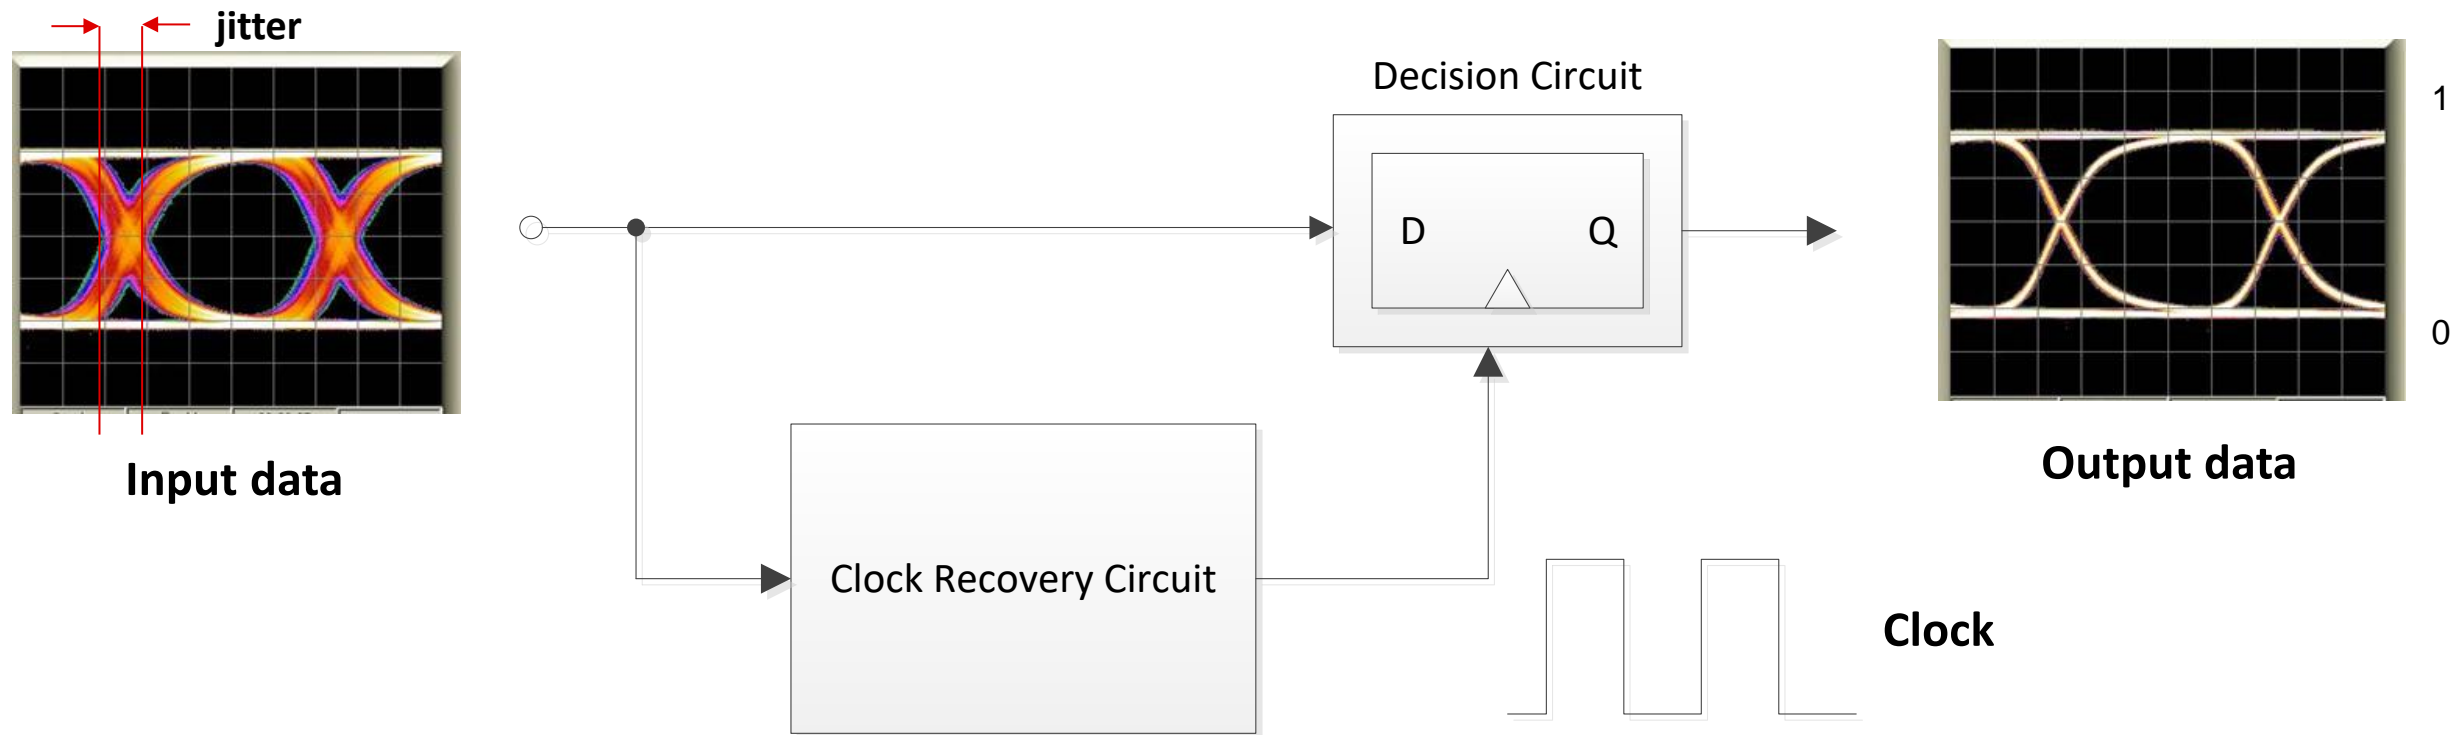 jitter
Decision Circuit
1
D
Q
0
Input data
Output data
Clock Recovery Circuit
Clock